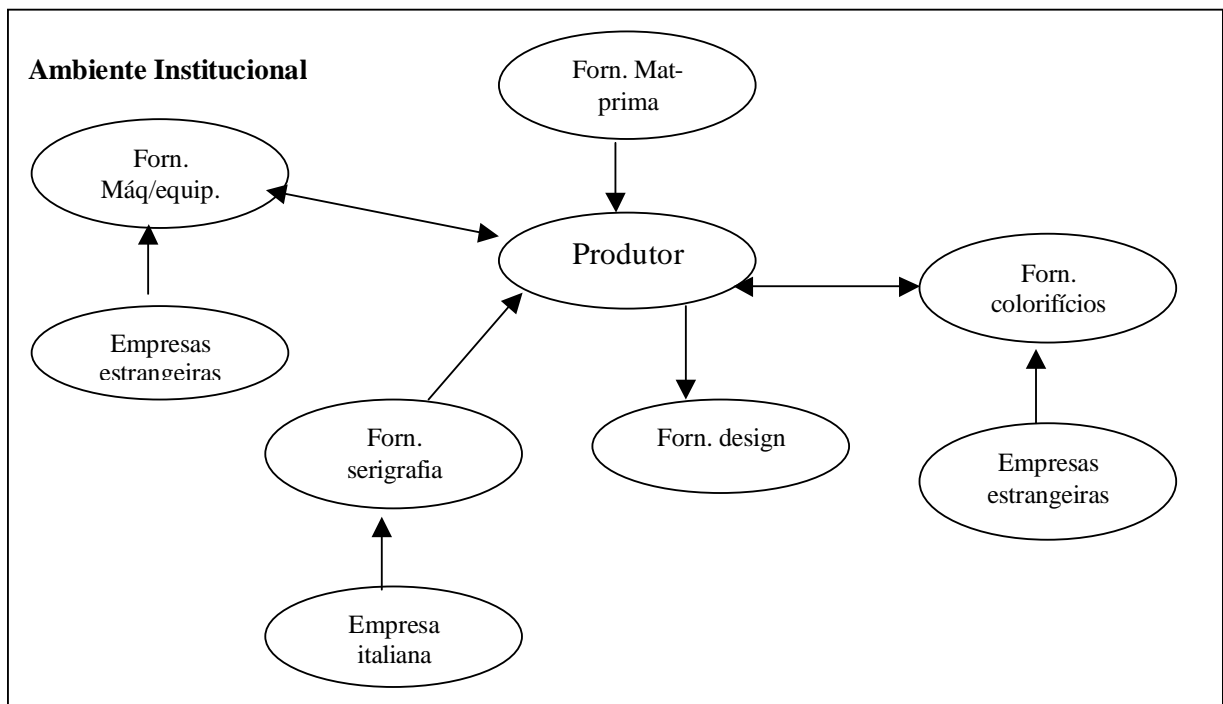 Ambiente Institucional
Forn. Mat-
prima
Forn.
Máq/equip.
Produtor
Forn.
colorifícios
Empresas
estrangeiras
Forn.
serigrafia
Forn. design
Empresas
estrangeiras
Empresa
italiana